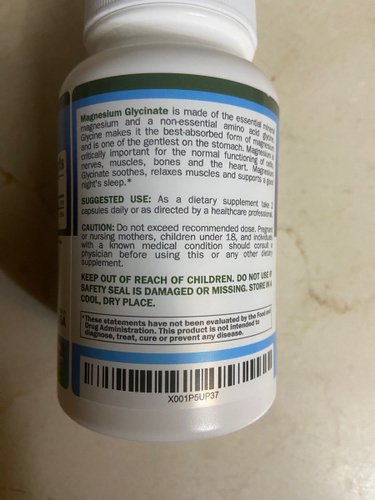 Magnesium Glycinate is made of the essential mineral
magnesium and a non-essential amino acid glycine.
Glycine makes it the best-absorbed form of magnesium
and is one of the gentlest on the stomach. Magnesium is
critically important for the normal functioning of cells,
nerves, muscles, bones and the heart. Magnesium
Glycinate soothes, relaxes muscles and supports a good
night's sleep.*
SUGGESTED USE: As a dietary supplement take
capsules daily or as directed by a healthcare professional.
CAUTION: Do not exceed recommended dose. Pregnant
or nursing mothers, children under 18, and individuals
with a known medical condition should consult a
physician before using this or any other dietary
supplement.
KEEP OUT OF REACH OF CHILDREN. DO NOT USE IF
SAFETY SEAL IS DAMAGED OR MISSING. STORE IN A
COOL, DRY PLACE.
*These statements have not been evaluated by the Food and
Drug Administration. This product is not intended to
diagnose, treat, cure or prevent any disease.
X001P5UP37